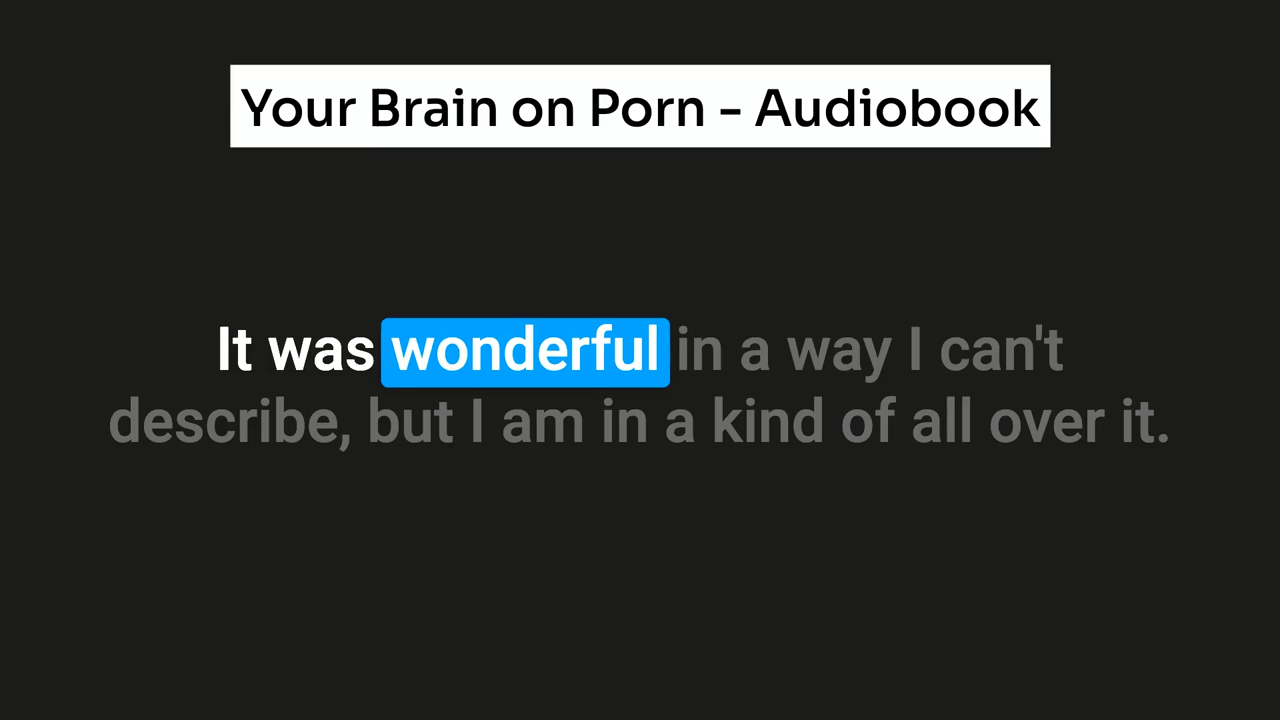 Your Brain on Porn - Audiobook
It was wonderful in a way I can't
describe, but I am in a kind of all over it.